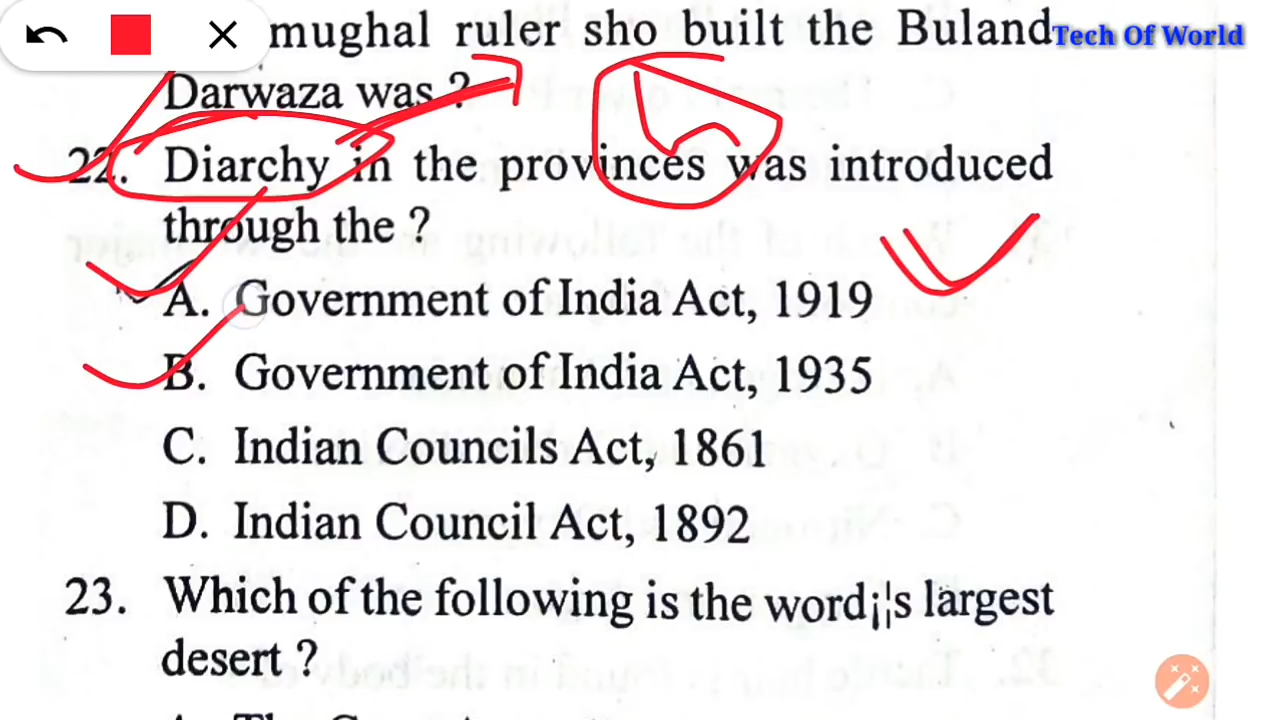 mughal ruler sho built the Buland
Tech Of World
Darwaza was ?
22. Diarchy in the provinces was introduced
through the ?
A. Government of India Act, 1919
B. Government of India Act, 1935
C. Indian Councils Act, 1861
D. Indian Council Act, 1892
23. Which of the following is the word¡¦s largest
desert ?